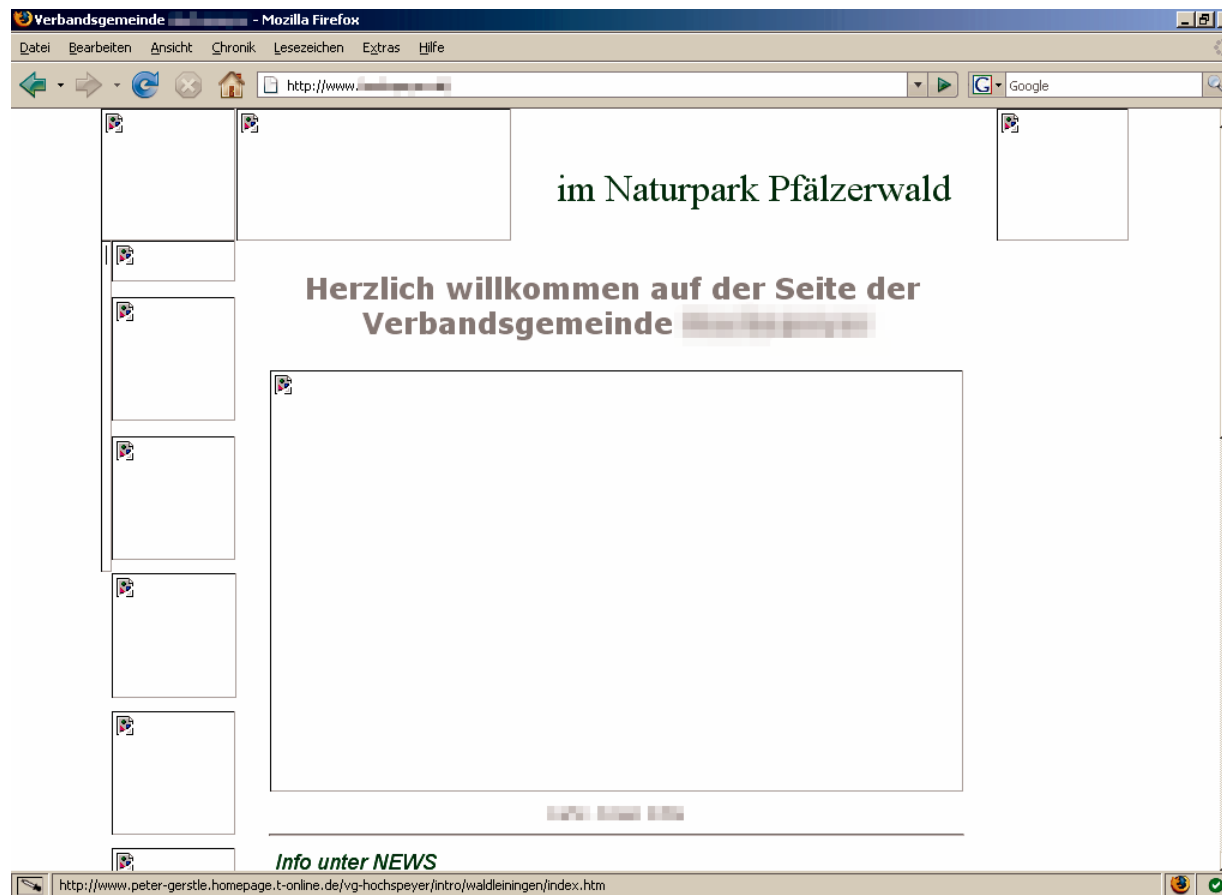 Verbandsgemeinde - Mozilla Firefox
Datei Bearbeiten Ansicht Chronik Lesezeichen Extras Hilfe
http://www. Google
im Naturpark Pfälzerwald
Herzlich willkommen auf der Seite der
Verbandsgemeinde
Info unter NEWS
http://www.peter-gerstle.homepage.t-online.de/vg-hochspeyer/intro/waldleiningen/index.htm